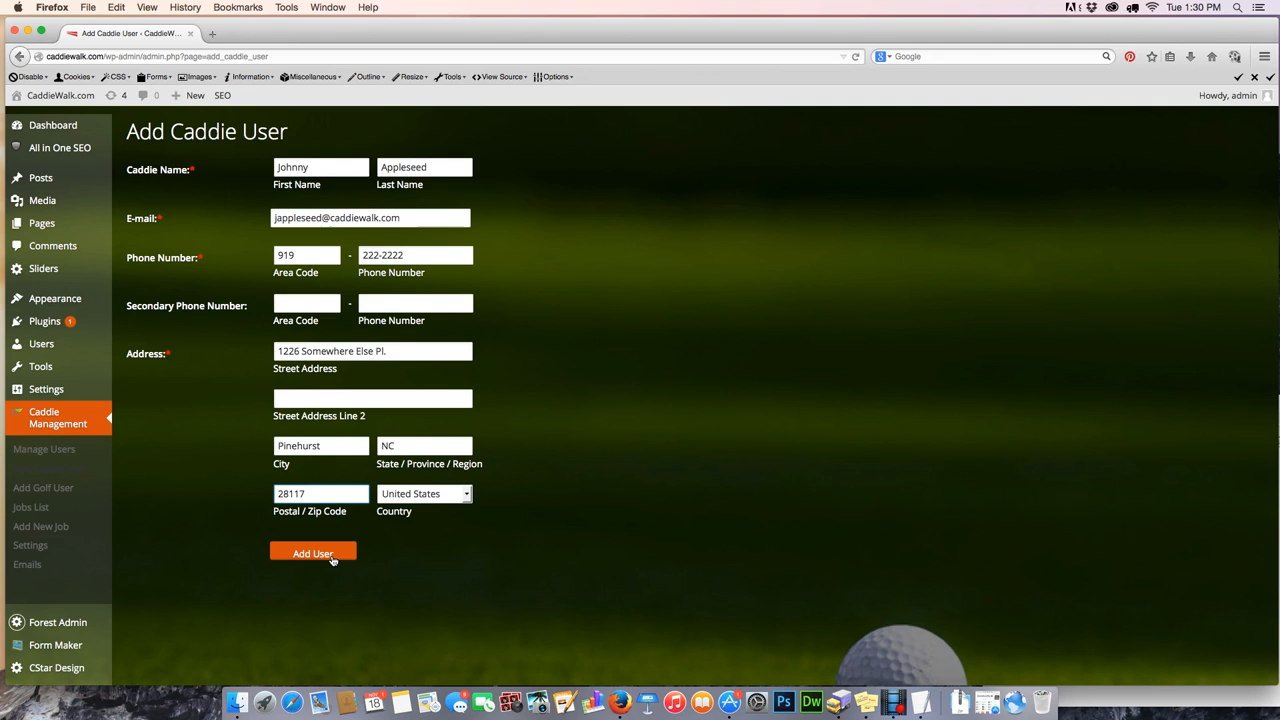 Firefox File Edit View History Bookmarks Tools Window Help Tue 1:30 PM
Add Caddie User ‹ CaddieW...
caddiewalk.com/wp-admin/admin.php?page=add_caddie_user Google
Disable Cookies CSS Forms Images Information Miscellaneous Outline Resize Tools View Source Options
CaddieWalk.com 4 0 New SEO Howdy, admin
Dashboard
All in One SEO
Posts
Media
Pages
Comments
Sliders
Appearance
Plugins 1
Users
Tools
Settings
Caddie
Management
Manage Users
Add Golf User
Jobs List
Add New Job
Settings
Emails
Forest Admin
Form Maker
CStar Design
Add Caddie User
Caddie Name:* Johnny Appleseed
First Name Last Name
E-mail:* jappleseed@caddiewalk.com
Phone Number:* 919 - 222-2222
Area Code Phone Number
Secondary Phone Number: -
Area Code Phone Number
Address:* 1226 Somewhere Else Pl.
Street Address
Street Address Line 2
Pinehurst NC
City State / Province / Region
28117 United States
Postal / Zip Code Country
Add User
18 Ps Dw